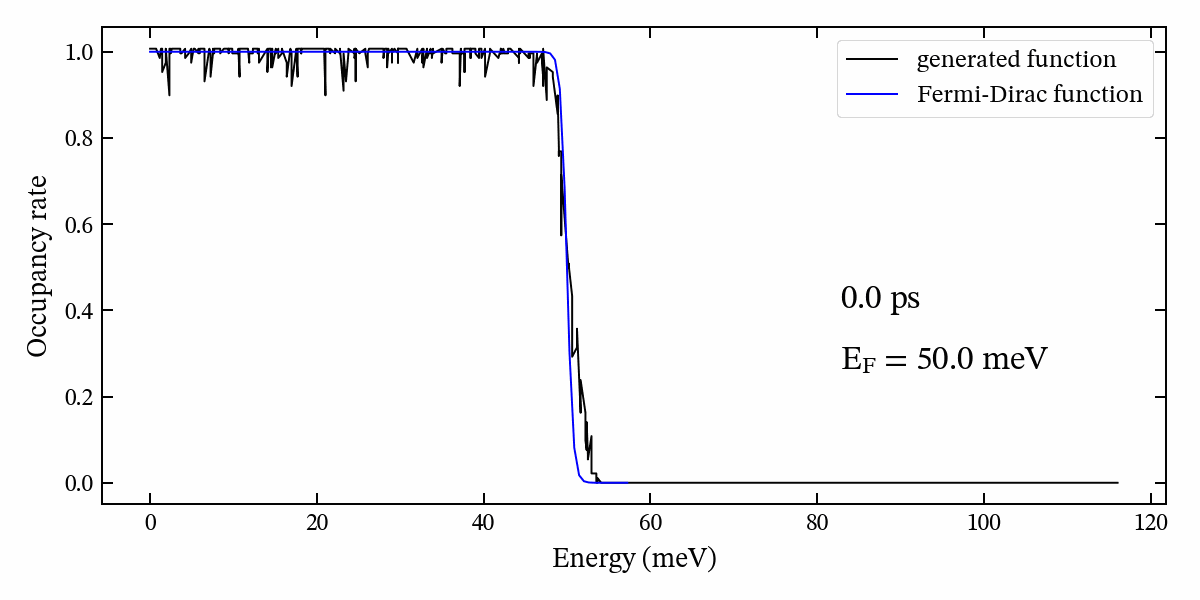 generated function
Fermi-Dirac function
1.0
0.8
0.6
0.4
0.2
0.0
Occupancy rate
0.0 ps
E_F = 50.0 meV
0 20 40 60 80 100 120
Energy (meV)